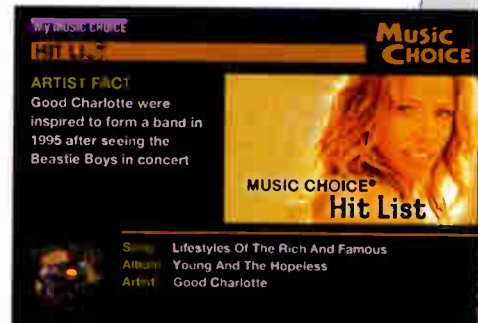 MY MUSIC CHOICE
MUSIC CHOICE
HIT LIST
ARTIST FACT
Good Charlotte were
inspired to form a band in
1995 after seeing the
Beastie Boys in concert
MUSIC CHOICE®
Hit List
Song Lifestyles Of The Rich And Famous
Album Young And The Hopeless
Artist Good Charlotte